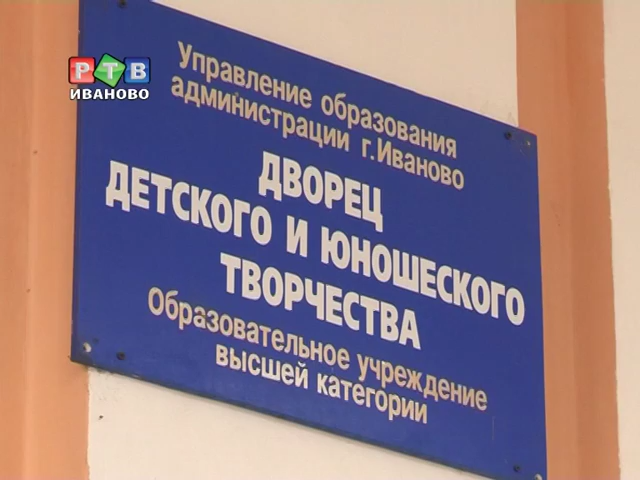 РТВ
ИВАНОВО
Управление образования
администрации г.Иваново
ДВОРЕЦ
ДЕТСКОГО И ЮНОШЕСКОГО
ТВОРЧЕСТВА
Образовательное учреждение
высшей категории